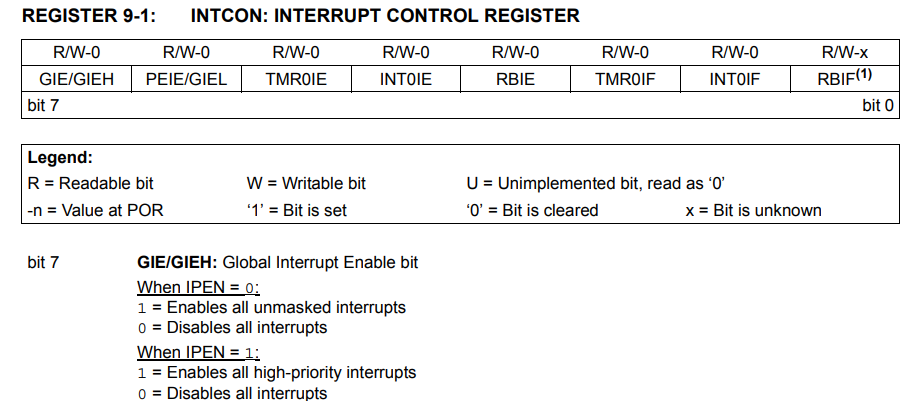 REGISTER 9-1: INTCON: INTERRUPT CONTROL REGISTER
R/W-0 R/W-0 R/W-0 R/W-0 R/W-0 R/W-0 R/W-0 R/W-x
GIE/GIEH PEIE/GIEL TMR0IE INT0IE RBIE TMR0IF INT0IF RBIF(1)
bit 7 bit 0
Legend:
R = Readable bit W = Writable bit U = Unimplemented bit, read as ‘0’
-n = Value at POR ‘1’ = Bit is set ‘0’ = Bit is cleared x = Bit is unknown
bit 7 GIE/GIEH: Global Interrupt Enable bit
When IPEN = 0:
1 = Enables all unmasked interrupts
0 = Disables all interrupts
When IPEN = 1:
1 = Enables all high-priority interrupts
0 = Disables all interrupts